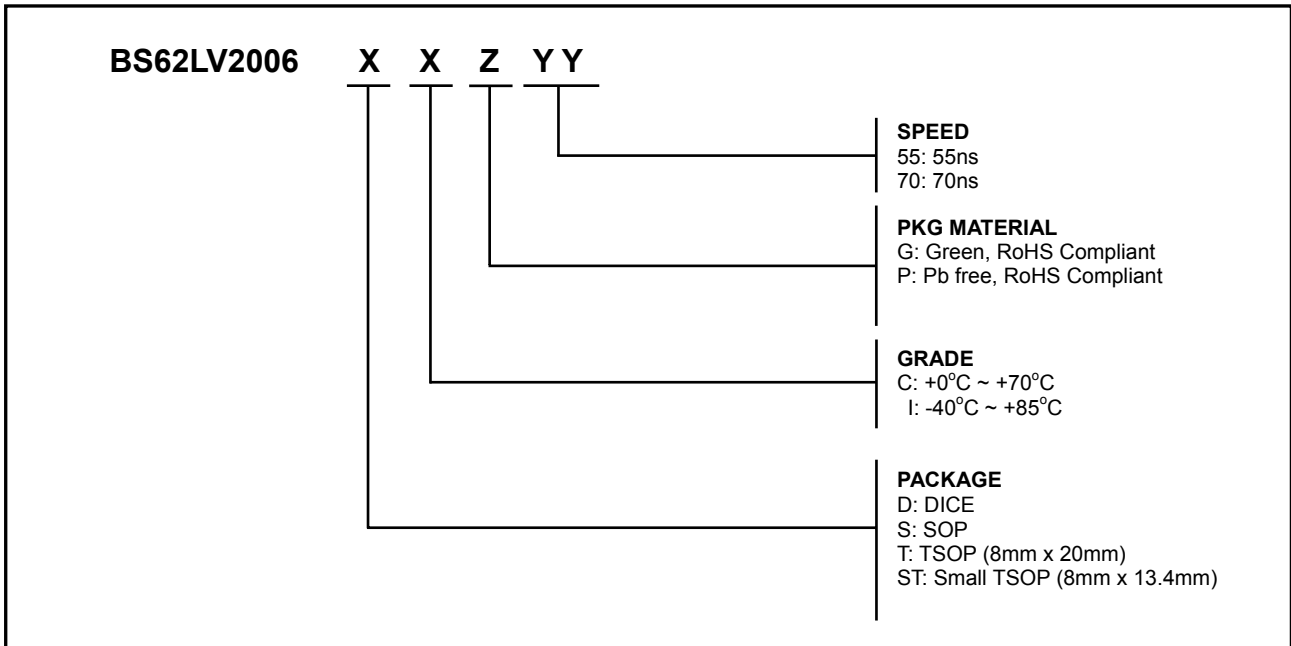 BS62LV2006 X X Z Y Y
SPEED
55: 55ns
70: 70ns
PKG MATERIAL
G: Green, RoHS Compliant
P: Pb free, RoHS Compliant
GRADE
C: +0°C ~ +70°C
I: -40°C ~ +85°C
PACKAGE
D: DICE
S: SOP
T: TSOP (8mm x 20mm)
ST: Small TSOP (8mm x 13.4mm)